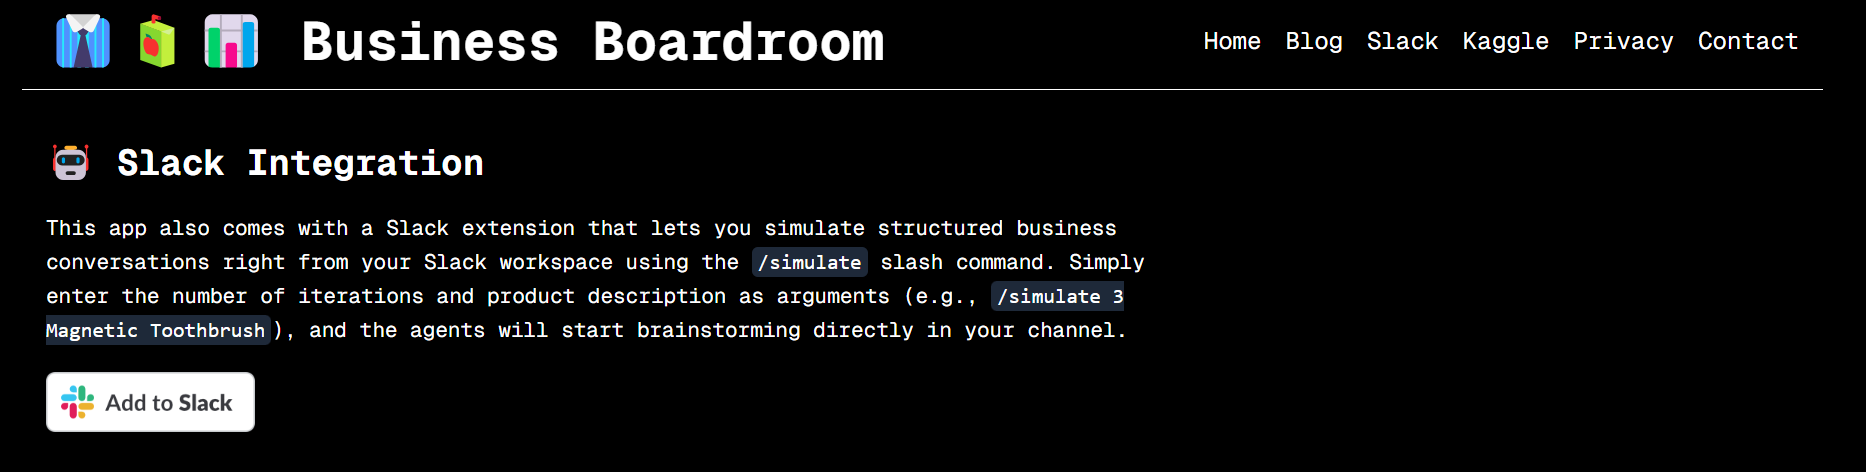 Business Boardroom
Home Blog Slack Kaggle Privacy Contact
Slack Integration
This app also comes with a Slack extension that lets you simulate structured business
conversations right from your Slack workspace using the /simulate slash command. Simply
enter the number of iterations and product description as arguments (e.g., /simulate 3
Magnetic Toothbrush), and the agents will start brainstorming directly in your channel.
Add to Slack